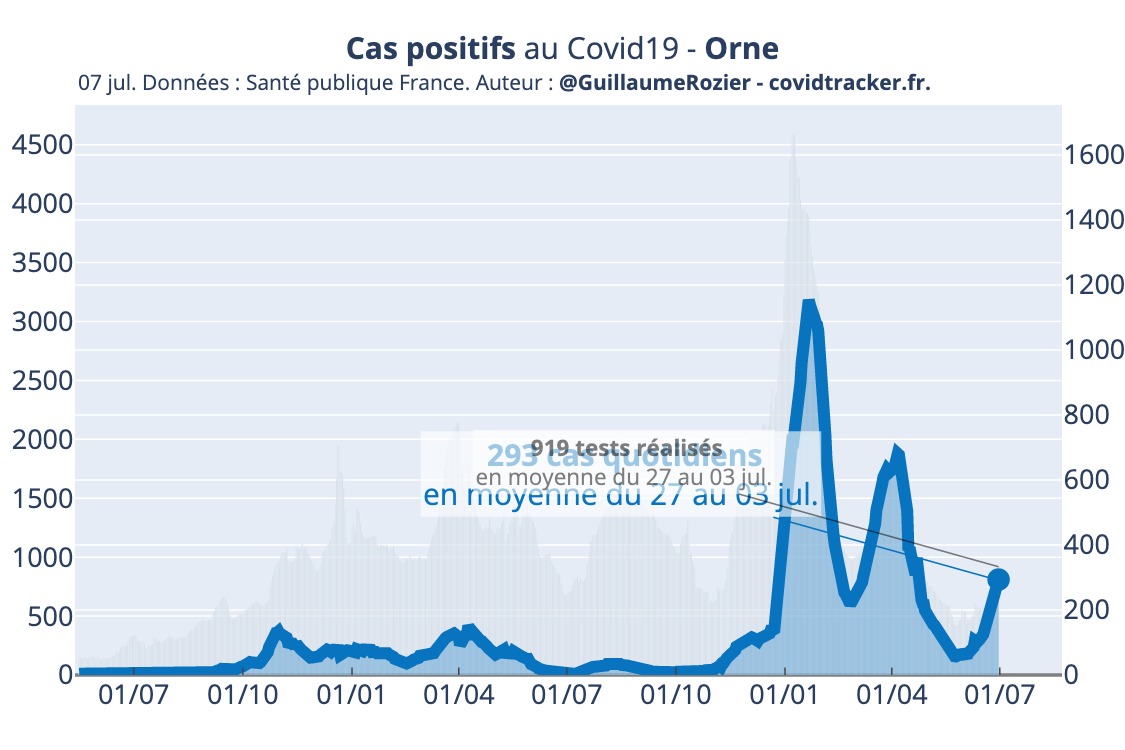 Cas positifs au Covid19 - Orne
07 jul. Données : Santé publique France. Auteur : @GuillaumeRozier - covidtracker.fr.
4500
4000
3500
3000
2500
2000
1500
1000
500
0
1600
1400
1200
1000
800
600
400
200
0
919 tests réalisés
en moyenne du 27 au 03 jul.
293 cas quotidiens
en moyenne du 27 au 03 jul.
01/07 01/10 01/01 01/04 01/07 01/10 01/01 01/04 01/07